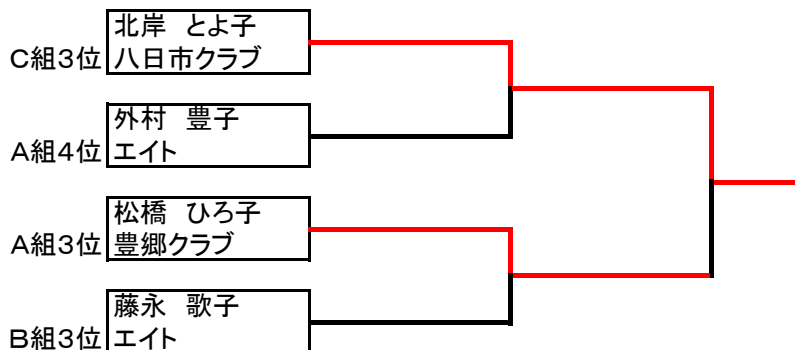 北岸　とよ子
C組3位 八日市クラブ
外村　豊子
A組4位 エイト
松橋　ひろ子
A組3位 豊郷クラブ
藤永　歌子
B組3位 エイト